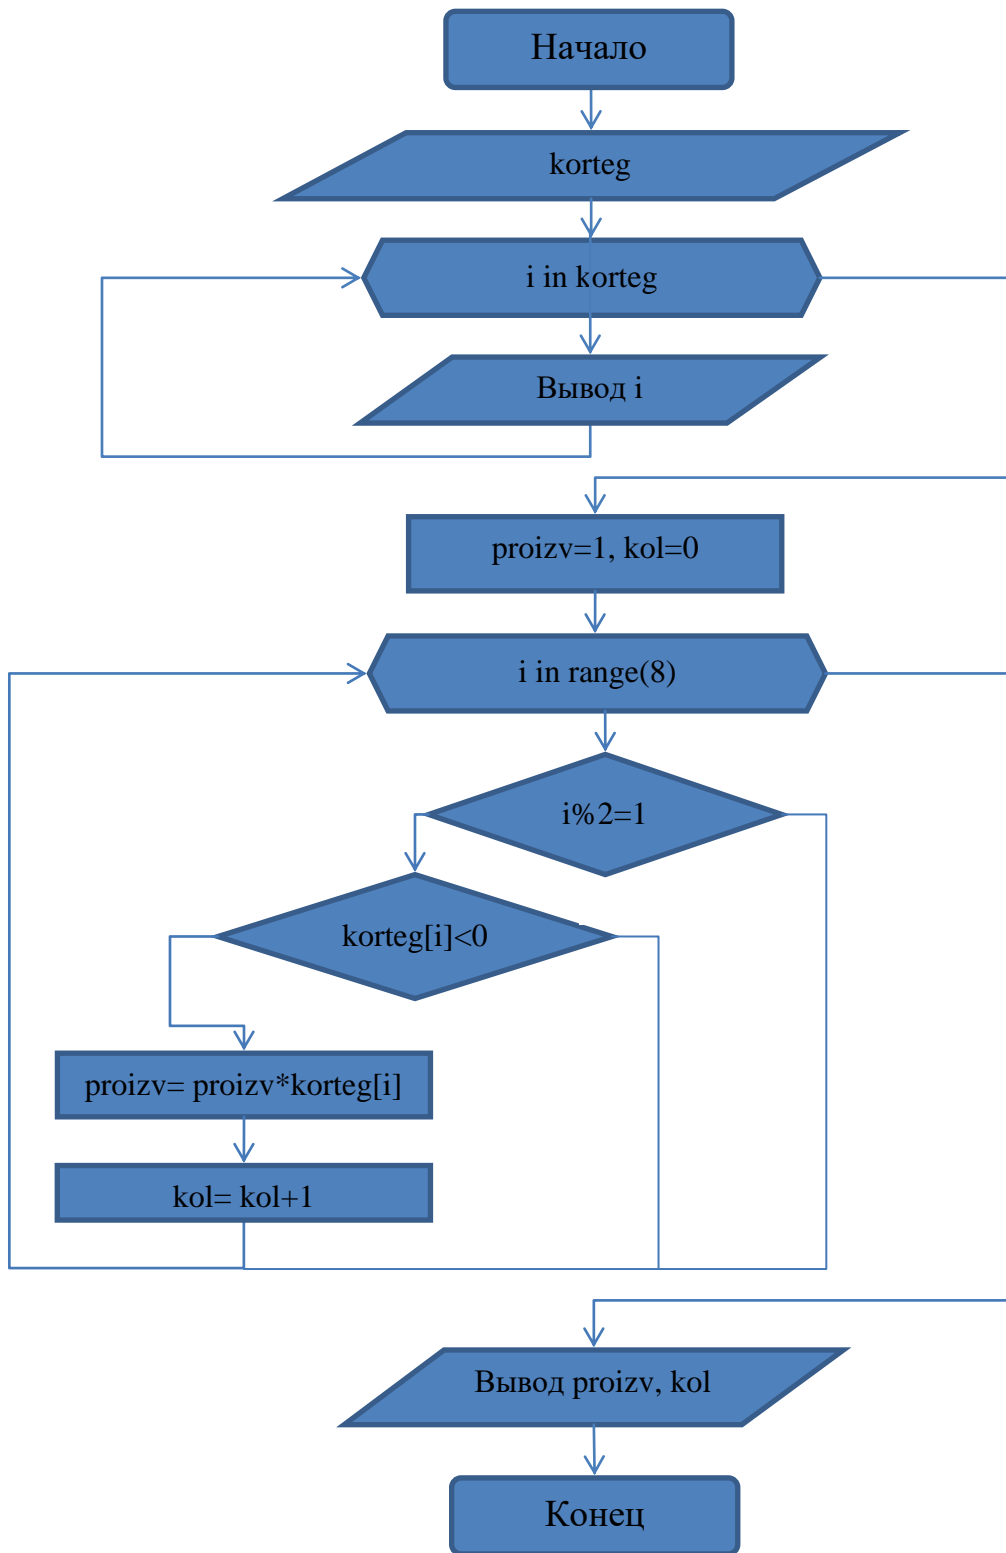 Начало
korteg
i in korteg
Вывод i
proizv=1, kol=0
i in range(8)
i%2=1
korteg[i]<0
proizv= proizv*korteg[i]
kol= kol+1
Вывод proizv, kol
Конец